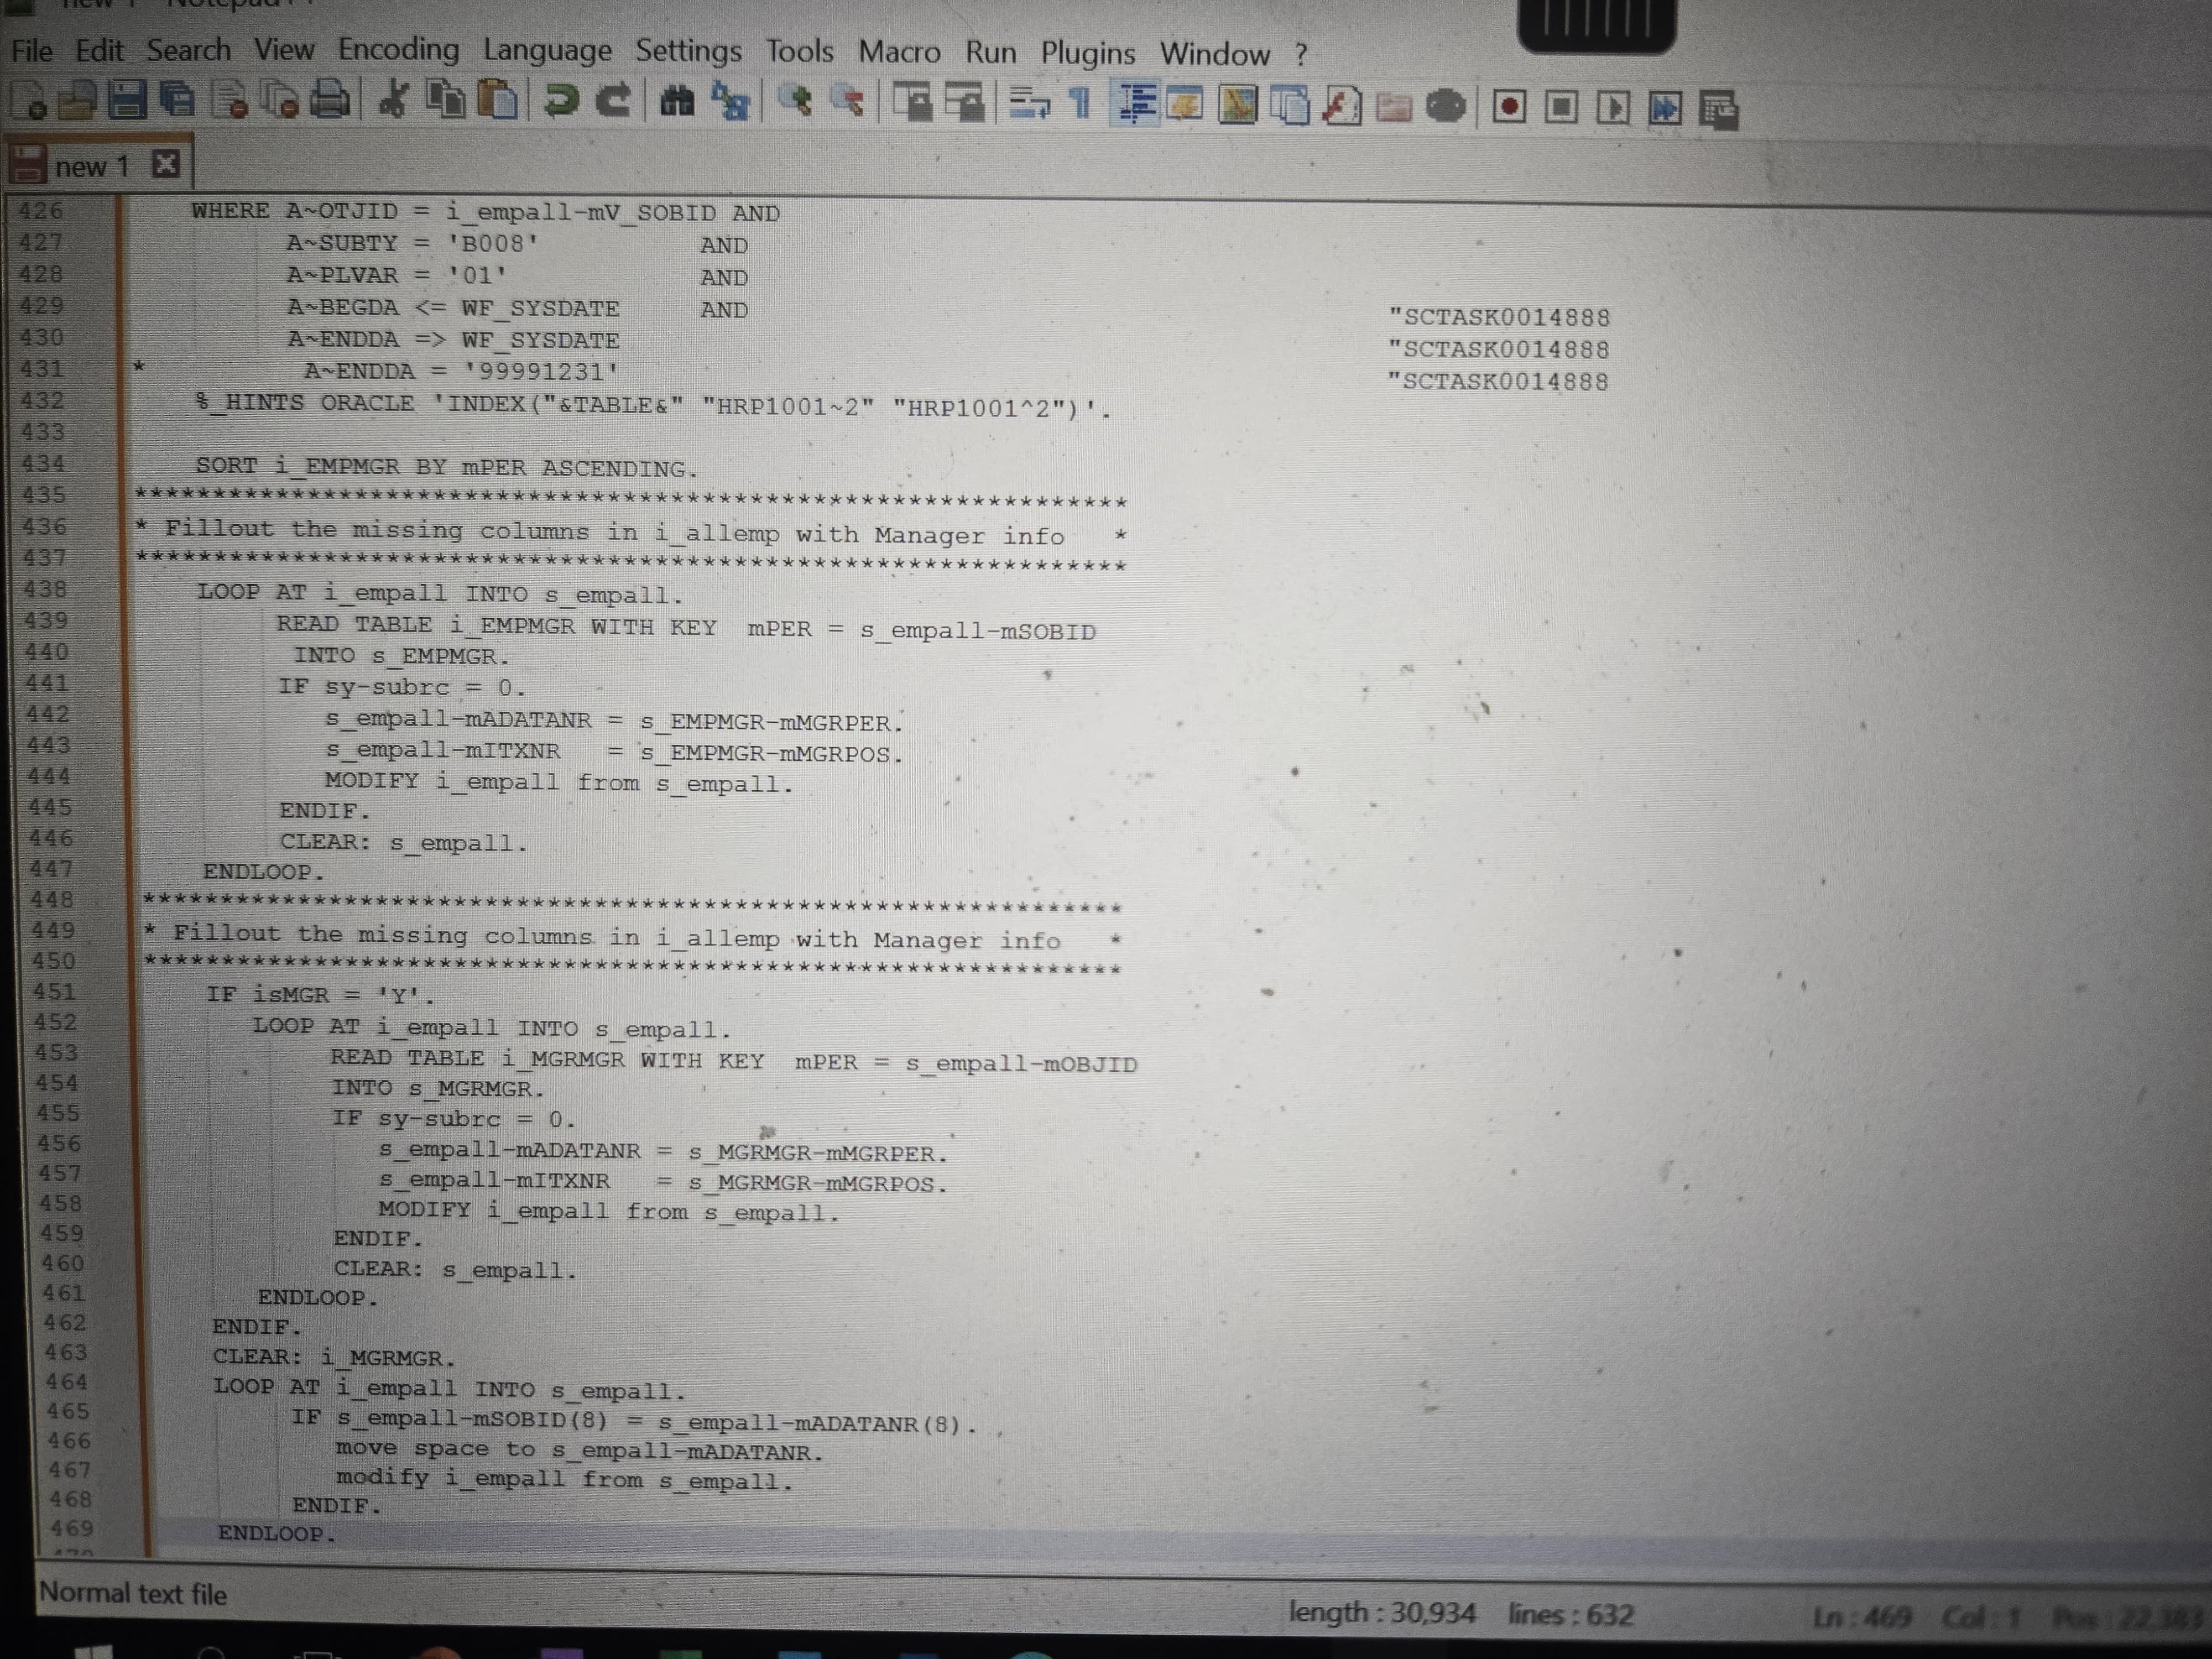 File Edit Search View Encoding Language Settings Tools Macro Run Plugins Window ?
new 1
426 WHERE A~OTJID = i_empall-mV_SOBID AND
427 A~SUBTY = 'B008' AND
428 A~PLVAR = '01' AND
429 A~BEGDA <= WF_SYSDATE AND "SCTASK0014888
430 A~ENDDA => WF_SYSDATE "SCTASK0014888
431 * A~ENDDA = '99991231' "SCTASK0014888
432 %_HINTS ORACLE 'INDEX("&TABLE&" "HRP1001~2" "HRP1001^2")'.
433
434 SORT i_EMPMGR BY mPER ASCENDING.
435 ***************************************************************
436 * Fillout the missing columns in i_allemp with Manager info *
437 ***************************************************************
438 LOOP AT i_empall INTO s_empall.
439 READ TABLE i_EMPMGR WITH KEY mPER = s_empall-mSOBID
440 INTO s_EMPMGR.
441 IF sy-subrc = 0.
442 s_empall-mADATANR = s_EMPMGR-mMGRPER.
443 s_empall-mITXNR = s_EMPMGR-mMGRPOS.
444 MODIFY i_empall from s_empall.
445 ENDIF.
446 CLEAR: s_empall.
447 ENDLOOP.
448 ***************************************************************
449 * Fillout the missing columns in i_allemp with Manager info *
450 ***************************************************************
451 IF isMGR = 'Y'.
452 LOOP AT i_empall INTO s_empall.
453 READ TABLE i_MGRMGR WITH KEY mPER = s_empall-mOBJID
454 INTO s_MGRMGR.
455 IF sy-subrc = 0.
456 s_empall-mADATANR = s_MGRMGR-mMGRPER.
457 s_empall-mITXNR = s_MGRMGR-mMGRPOS.
458 MODIFY i_empall from s_empall.
459 ENDIF.
460 CLEAR: s_empall.
461 ENDLOOP.
462 ENDIF.
463 CLEAR: i_MGRMGR.
464 LOOP AT i_empall INTO s_empall.
465 IF s_empall-mSOBID(8) = s_empall-mADATANR(8).
466 move space to s_empall-mADATANR.
467 modify i_empall from s_empall.
468 ENDIF.
469 ENDLOOP.
Normal text file length : 30,934 lines : 632 Ln : 469 Col : 1 Pos : 22,383